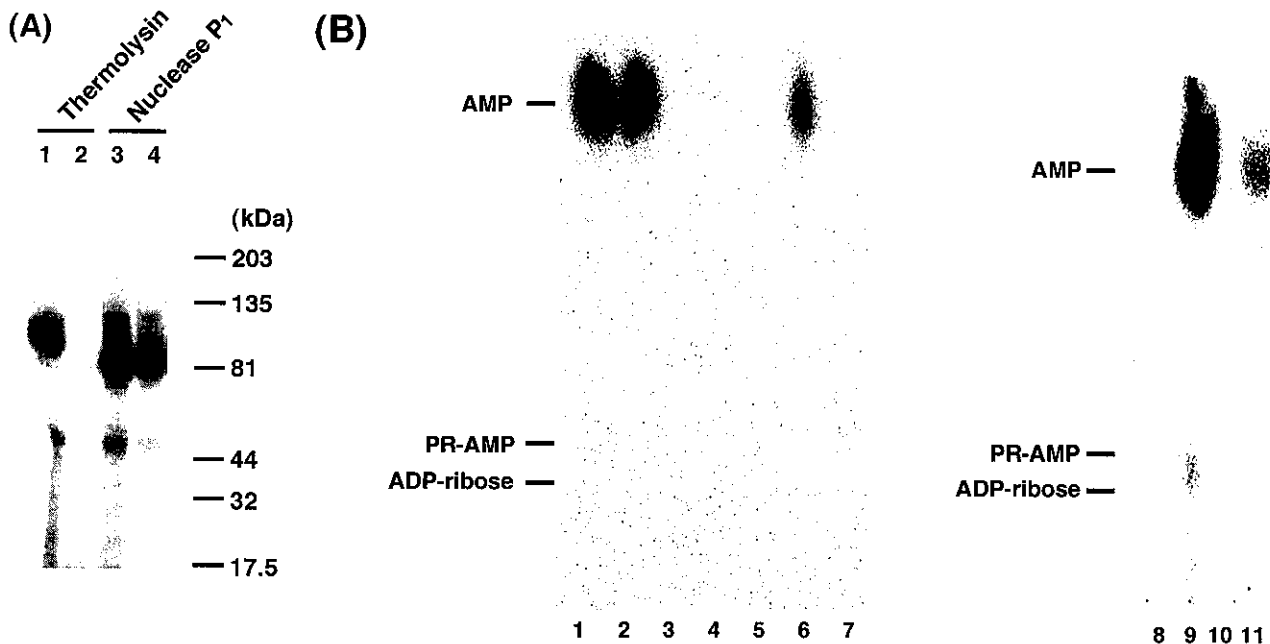 (A)
Thermolysin
Nuclease P1
1 2 3 4
(kDa)
203
135
81
44
32
17.5
(B)
AMP
PR-AMP
ADP-ribose
1 2 3 4 5 6 7
AMP
PR-AMP
ADP-ribose
8 9 10 11